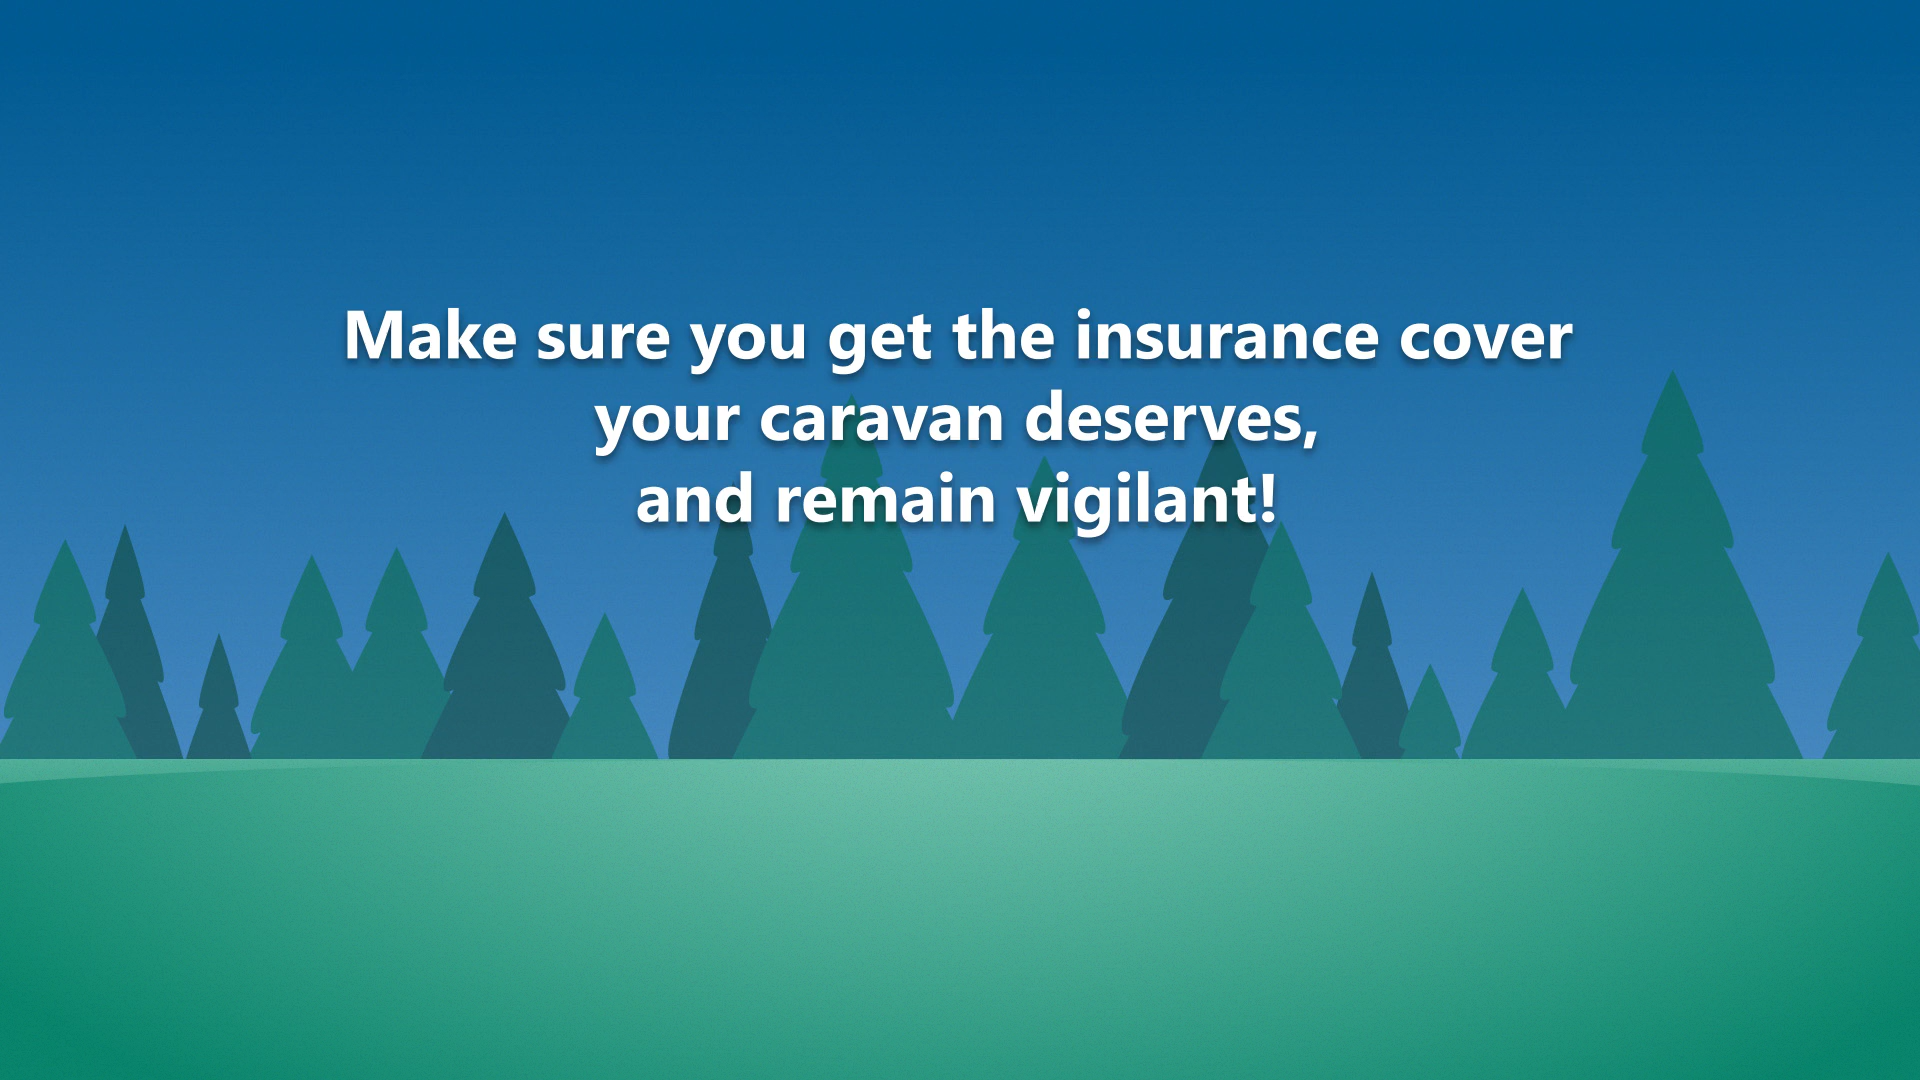 Make sure you get the insurance cover
your caravan deserves,
and remain vigilant!